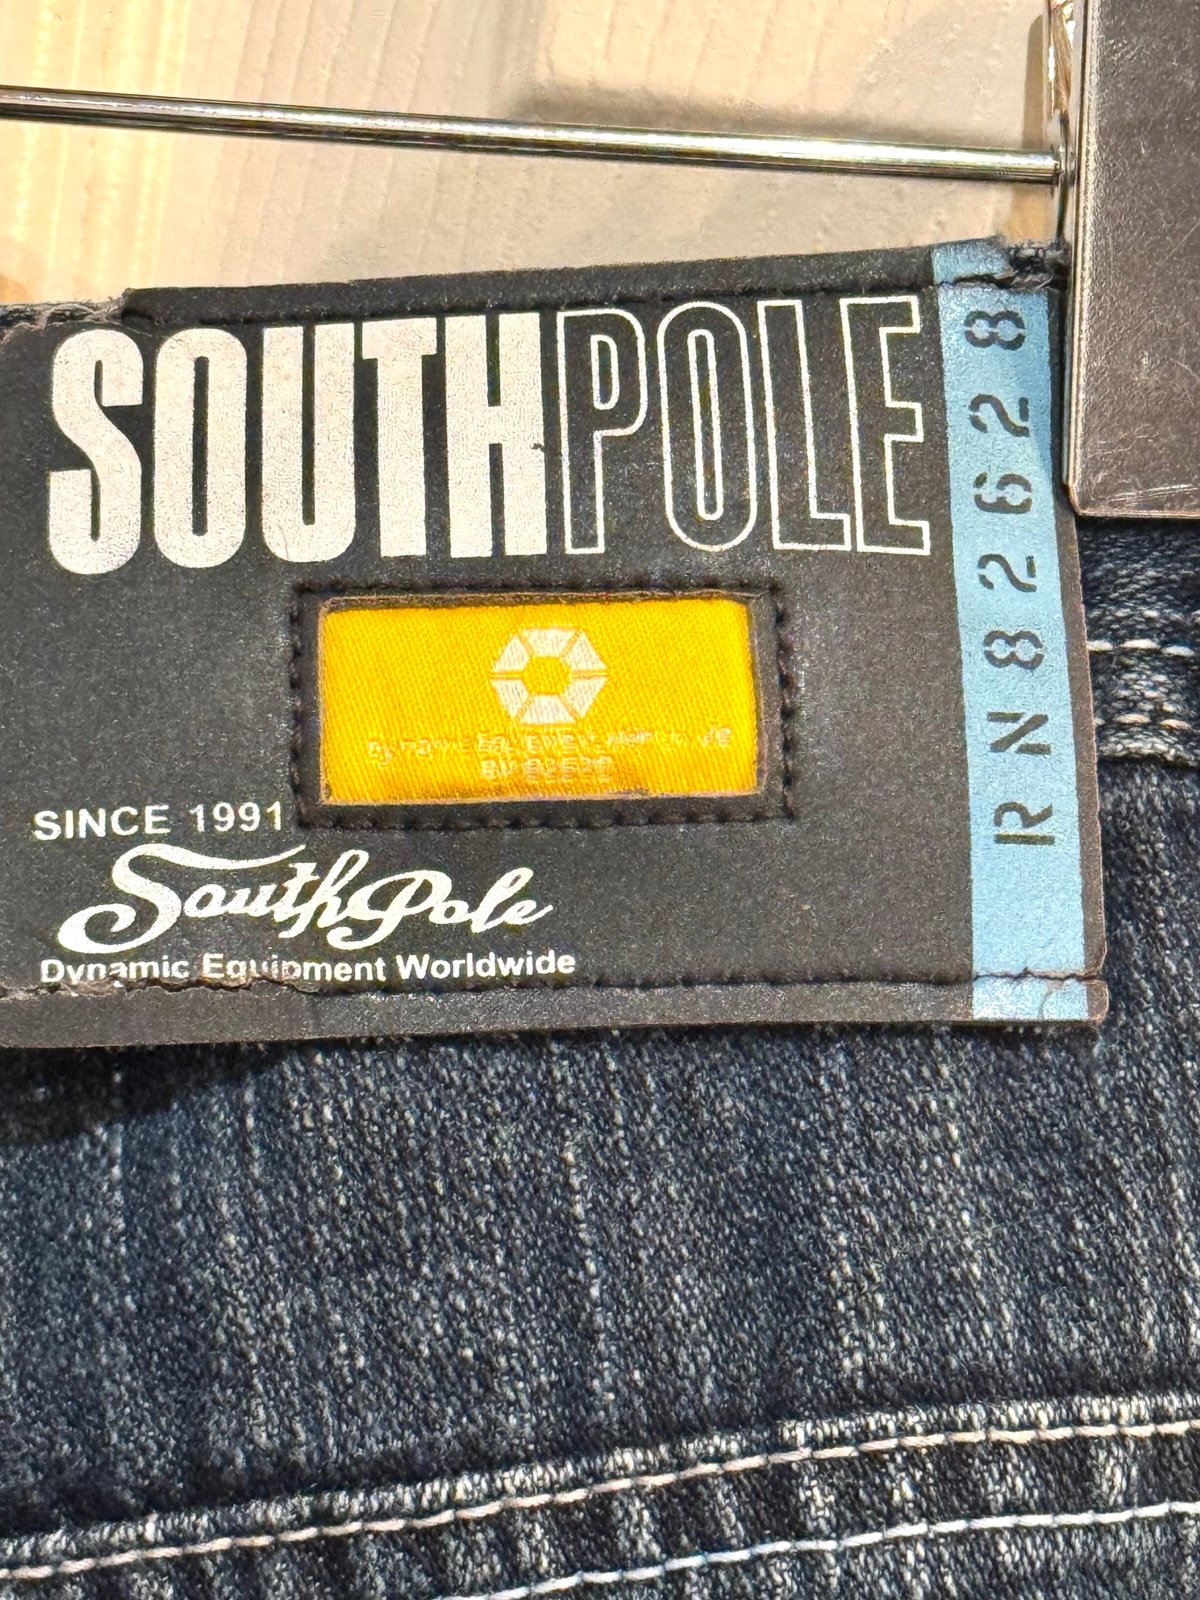 SOUTHPOLE
SINCE 1991
SouthPole
Dynamic Equipment Worldwide
RN82628